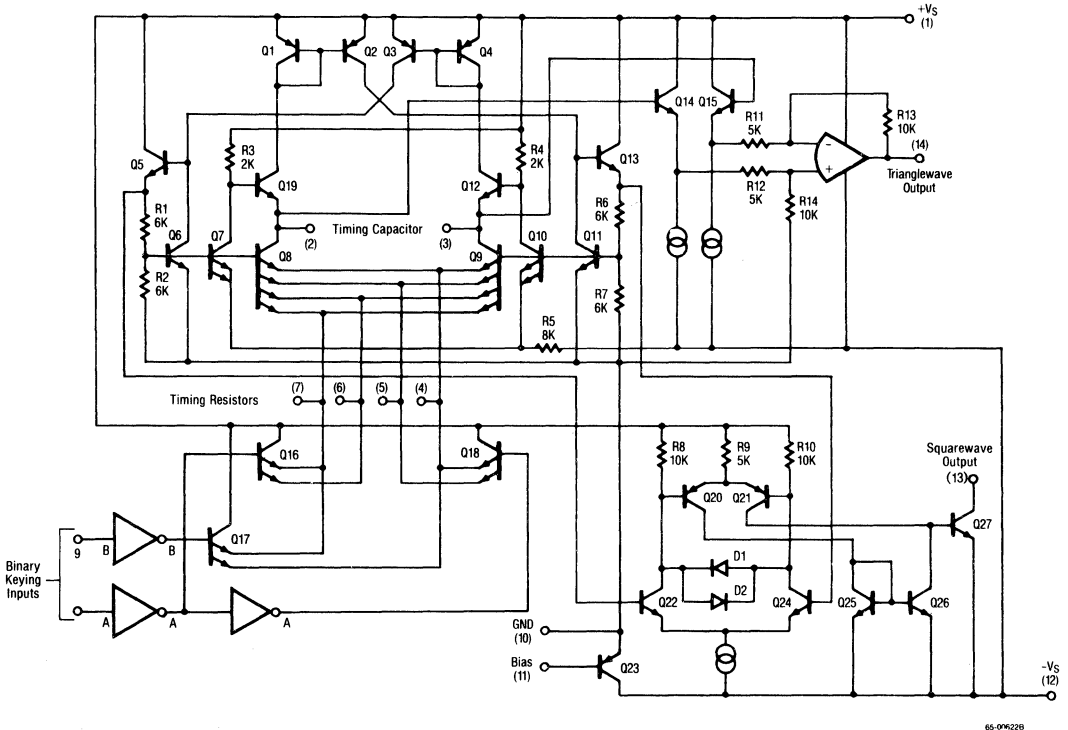 +VS
(1)
Q1
Q2
Q3
Q4
Q14
Q15
R11
5K
R13
10K
(14)
Trianglewave
Output
−
+
R12
5K
R14
10K
Q5
R3
2K
R4
2K
Q13
Q19
Q12
R1
6K
R6
6K
(2)
Timing Capacitor
(3)
Q6
Q7
Q8
Q9
Q10
Q11
R2
6K
R7
6K
R5
8K
(7)
(6)
(5)
(4)
Timing Resistors
Q16
Q18
R8
10K
R9
5K
R10
10K
Squarewave
Output
(13)
Q20
Q21
Q27
Q17
9
B
B
Binary
Keying
Inputs
A
A
A
D1
D2
Q22
Q24
Q25
Q26
GND
(10)
Bias
(11)
Q23
−VS
(12)
65-00622B